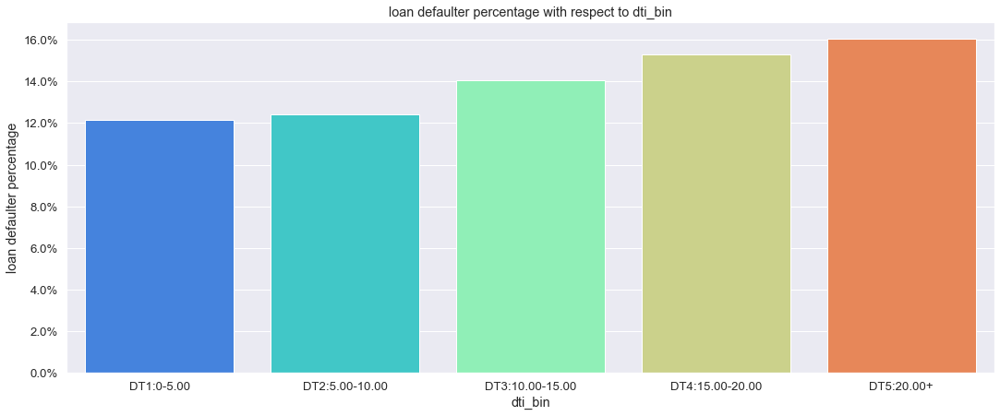 loan defaulter percentage with respect to dti_bin
loan defaulter percentage
16.0%
14.0%
12.0%
10.0%
8.0%
6.0%
4.0%
2.0%
0.0%
DT1:0-5.00
DT2:5.00-10.00
DT3:10.00-15.00
DT4:15.00-20.00
DT5:20.00+
dti_bin